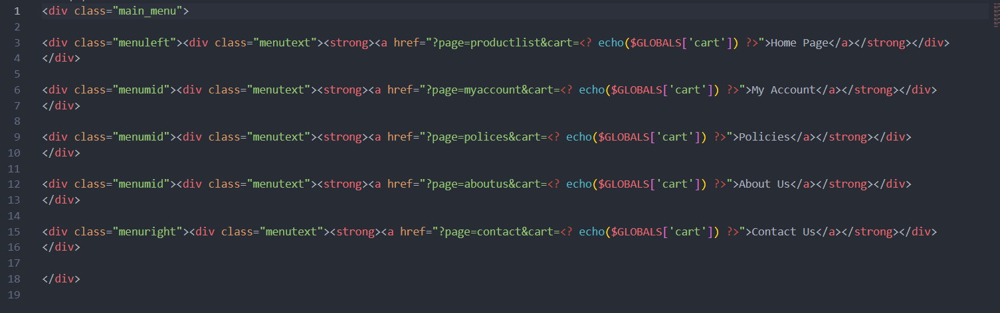 1 <div class="main_menu">
2
3 <div class="menuleft"><div class="menutext"><strong><a href="?page=productlist&cart=<? echo($GLOBALS['cart']) ?>">Home Page</a></strong></div>
4 </div>
5
6 <div class="menumid"><div class="menutext"><strong><a href="?page=myaccount&cart=<? echo($GLOBALS['cart']) ?>">My Account</a></strong></div>
7 </div>
8
9 <div class="menumid"><div class="menutext"><strong><a href="?page=polices&cart=<? echo($GLOBALS['cart']) ?>">Policies</a></strong></div>
10 </div>
11
12 <div class="menumid"><div class="menutext"><strong><a href="?page=aboutus&cart=<? echo($GLOBALS['cart']) ?>">About Us</a></strong></div>
13 </div>
14
15 <div class="menuright"><div class="menutext"><strong><a href="?page=contact&cart=<? echo($GLOBALS['cart']) ?>">Contact Us</a></strong></div>
16 </div>
17
18 </div>
19